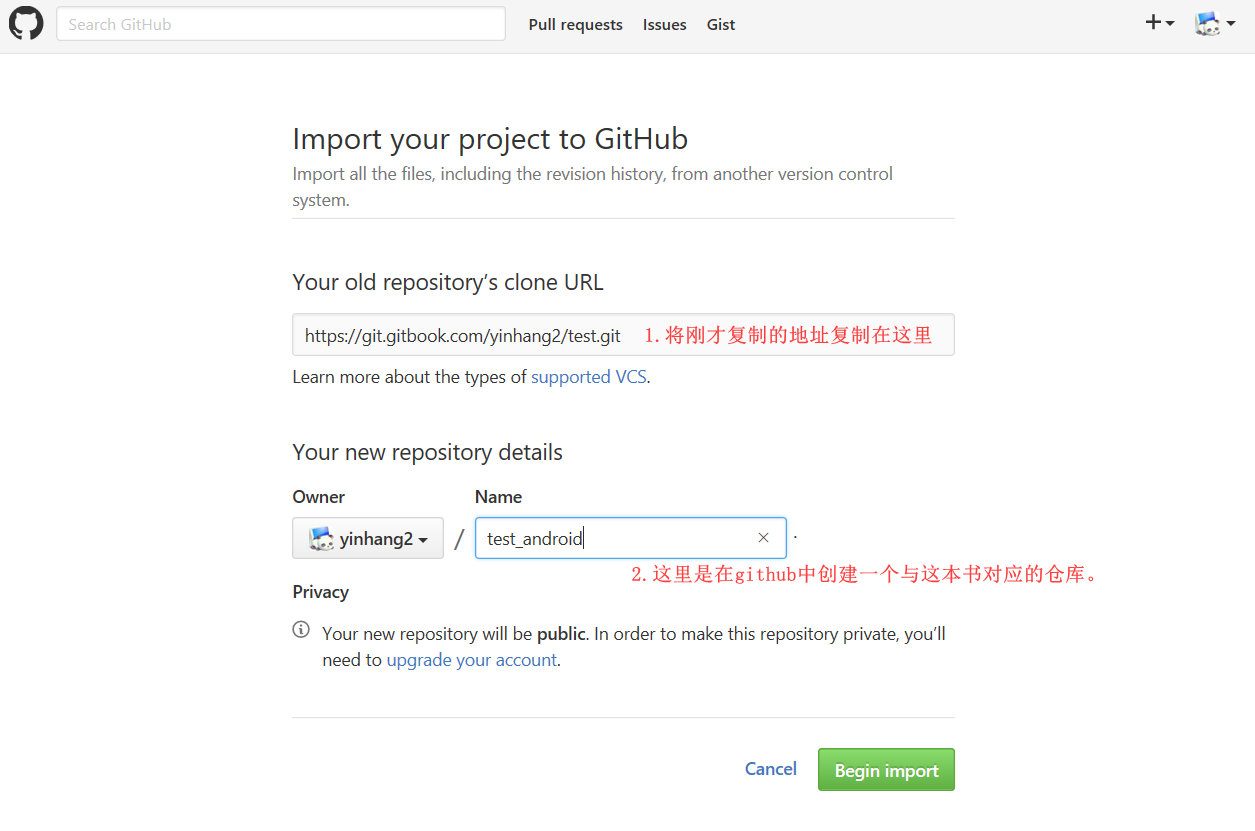 Search GitHub Pull requests Issues Gist
Import your project to GitHub
Import all the files, including the revision history, from another version control
system.
Your old repository’s clone URL
https://git.gitbook.com/yinhang2/test.git 1. 将刚才复制的地址复制在这里
Learn more about the types of supported VCS.
Your new repository details
Owner Name
yinhang2 / test_android
2. 这里是在github中创建一个与这本书对应的仓库。
Privacy
Your new repository will be public. In order to make this repository private, you’ll
need to upgrade your account.
Cancel Begin import